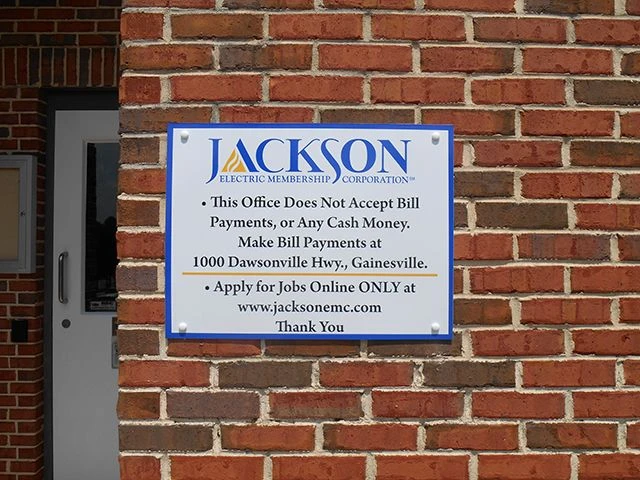 JACKSON
ELECTRIC MEMBERSHIP CORPORATION
• This Office Does Not Accept Bill
Payments, or Any Cash Money.
Make Bill Payments at
1000 Dawsonville Hwy., Gainesville.
• Apply for Jobs Online ONLY at
www.jacksonemc.com
Thank You